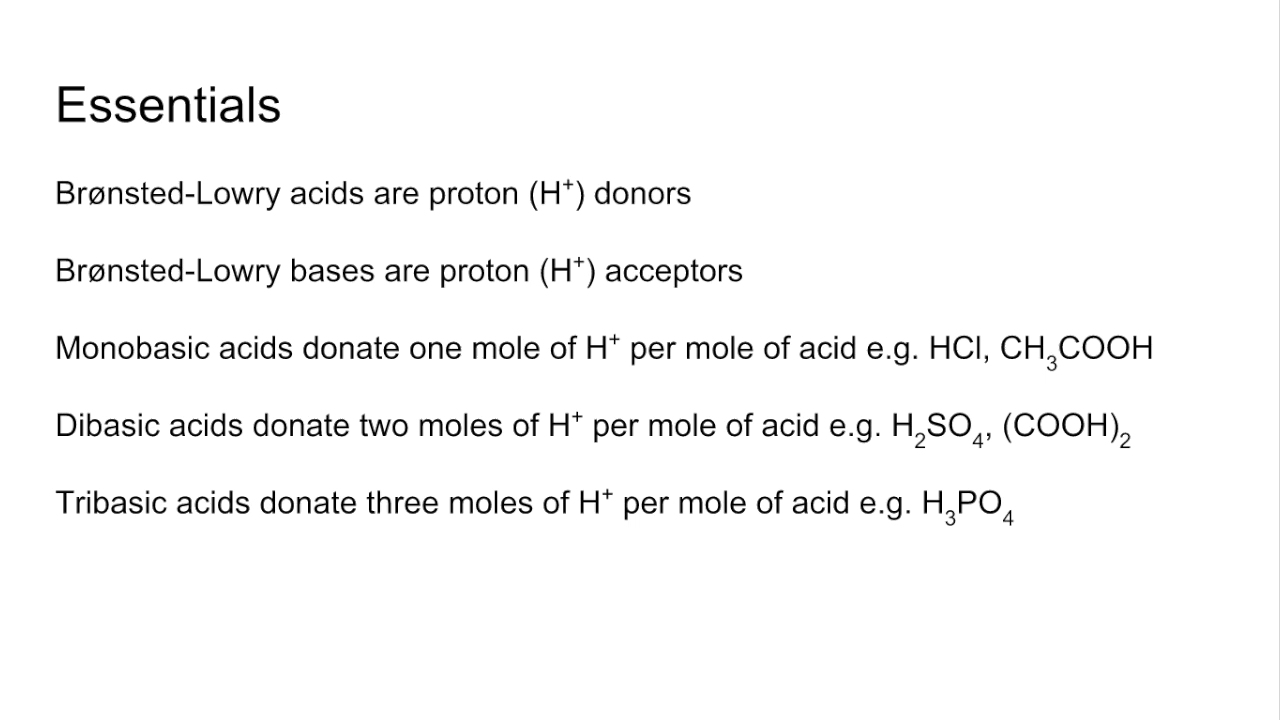 Essentials
Brønsted-Lowry acids are proton (H⁺) donors
Brønsted-Lowry bases are proton (H⁺) acceptors
Monobasic acids donate one mole of H⁺ per mole of acid e.g. HCl, CH₃COOH
Dibasic acids donate two moles of H⁺ per mole of acid e.g. H₂SO₄, (COOH)₂
Tribasic acids donate three moles of H⁺ per mole of acid e.g. H₃PO₄